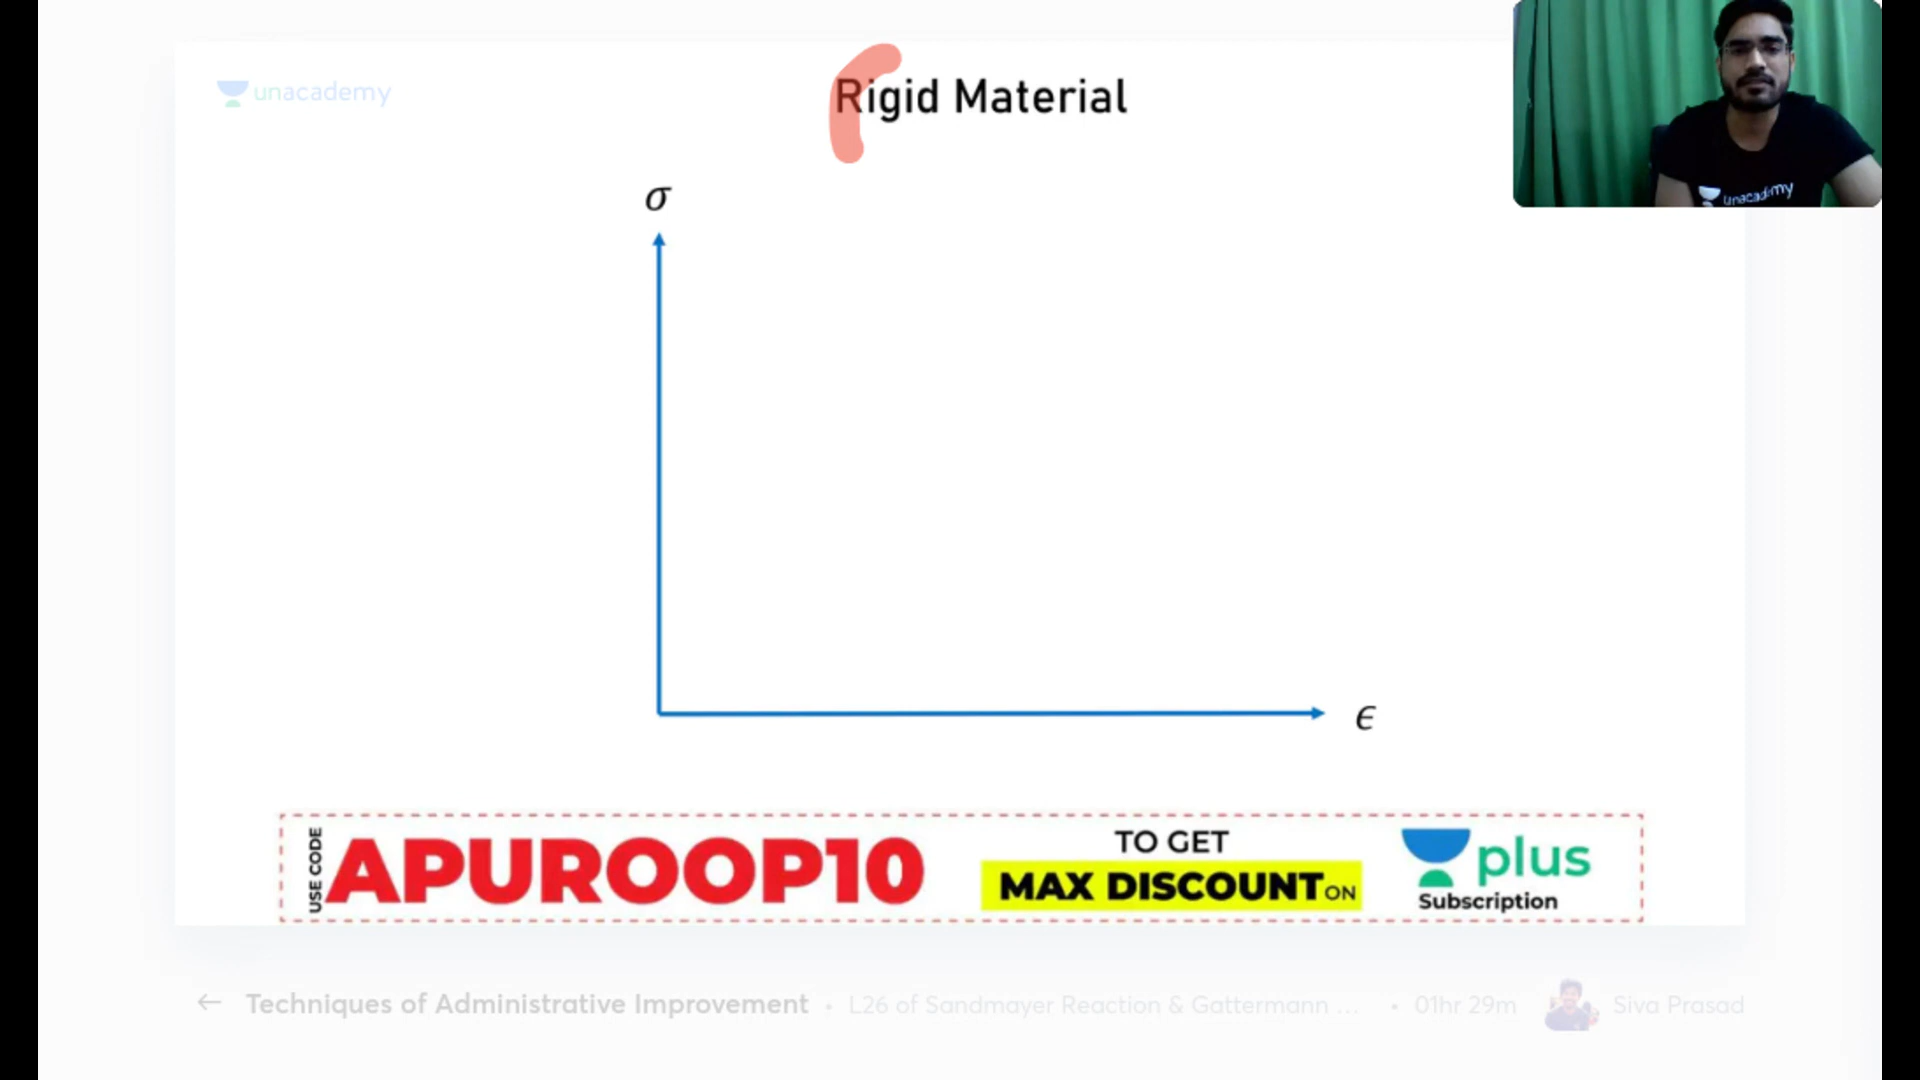 unacademy
Rigid Material
unacademy
σ
ϵ
USE CODE
APUROOP10
TO GET
MAX DISCOUNT ON
plus
Subscription
← Techniques of Administrative Improvement • L26 of Sandmayer Reaction & Gattermann ... • 01hr 29m Siva Prasad